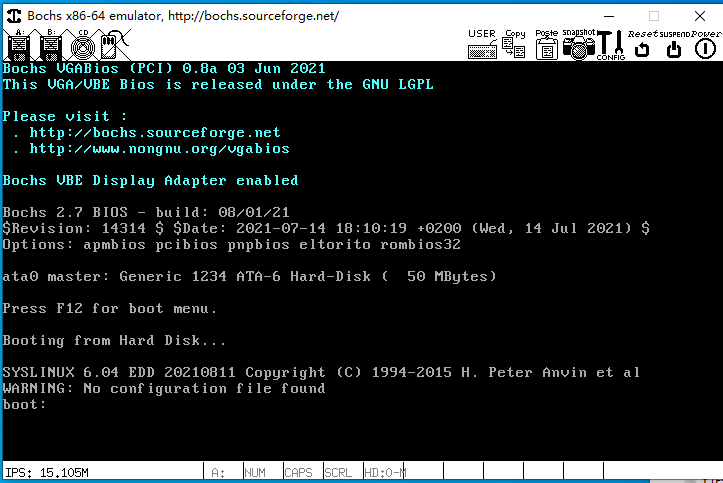 Bochs x86-64 emulator, http://bochs.sourceforge.net/
A: B: CD USER Copy Paste snapshot CONFIG Reset SUSPEND Power
Bochs VGABios (PCI) 0.8a 03 Jun 2021
This VGA/VBE Bios is released under the GNU LGPL
Please visit :
. http://bochs.sourceforge.net
. http://www.nongnu.org/vgabios
Bochs VBE Display Adapter enabled
Bochs 2.7 BIOS - build: 08/01/21
$Revision: 14314 $ $Date: 2021-07-14 18:10:19 +0200 (Wed, 14 Jul 2021) $
Options: apmbios pcibios pnpbios eltorito rombios32
ata0 master: Generic 1234 ATA-6 Hard-Disk (  50 MBytes)
Press F12 for boot menu.
Booting from Hard Disk...
SYSLINUX 6.04 EDD 20210811 Copyright (C) 1994-2015 H. Peter Anvin et al
WARNING: No configuration file found
boot:
IPS: 15.105M A: NUM CAPS SCRL HD:0-M